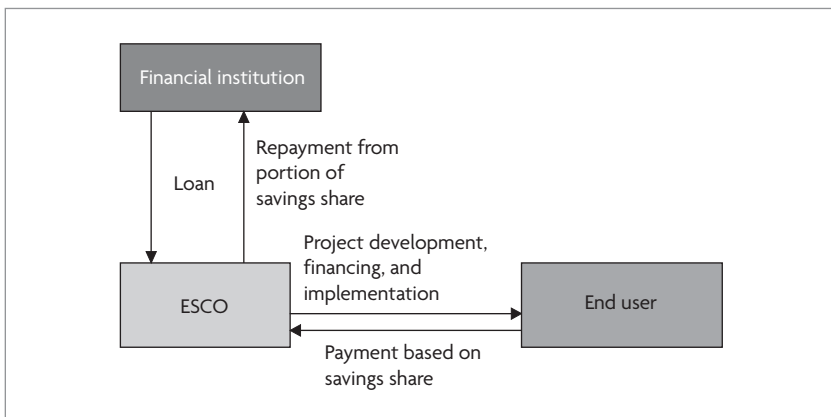 Financial institution
Loan
Repayment from
portion of
savings share
Project development,
financing, and
implementation
ESCO
End user
Payment based on
savings share